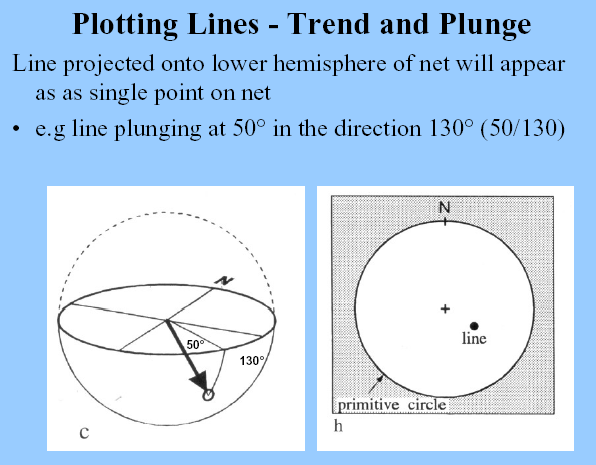 Plotting Lines - Trend and Plunge
Line projected onto lower hemisphere of net will appear
as as single point on net
• e.g line plunging at 50° in the direction 130° (50/130)
N
50°
130°
c
N
line
primitive circle
h